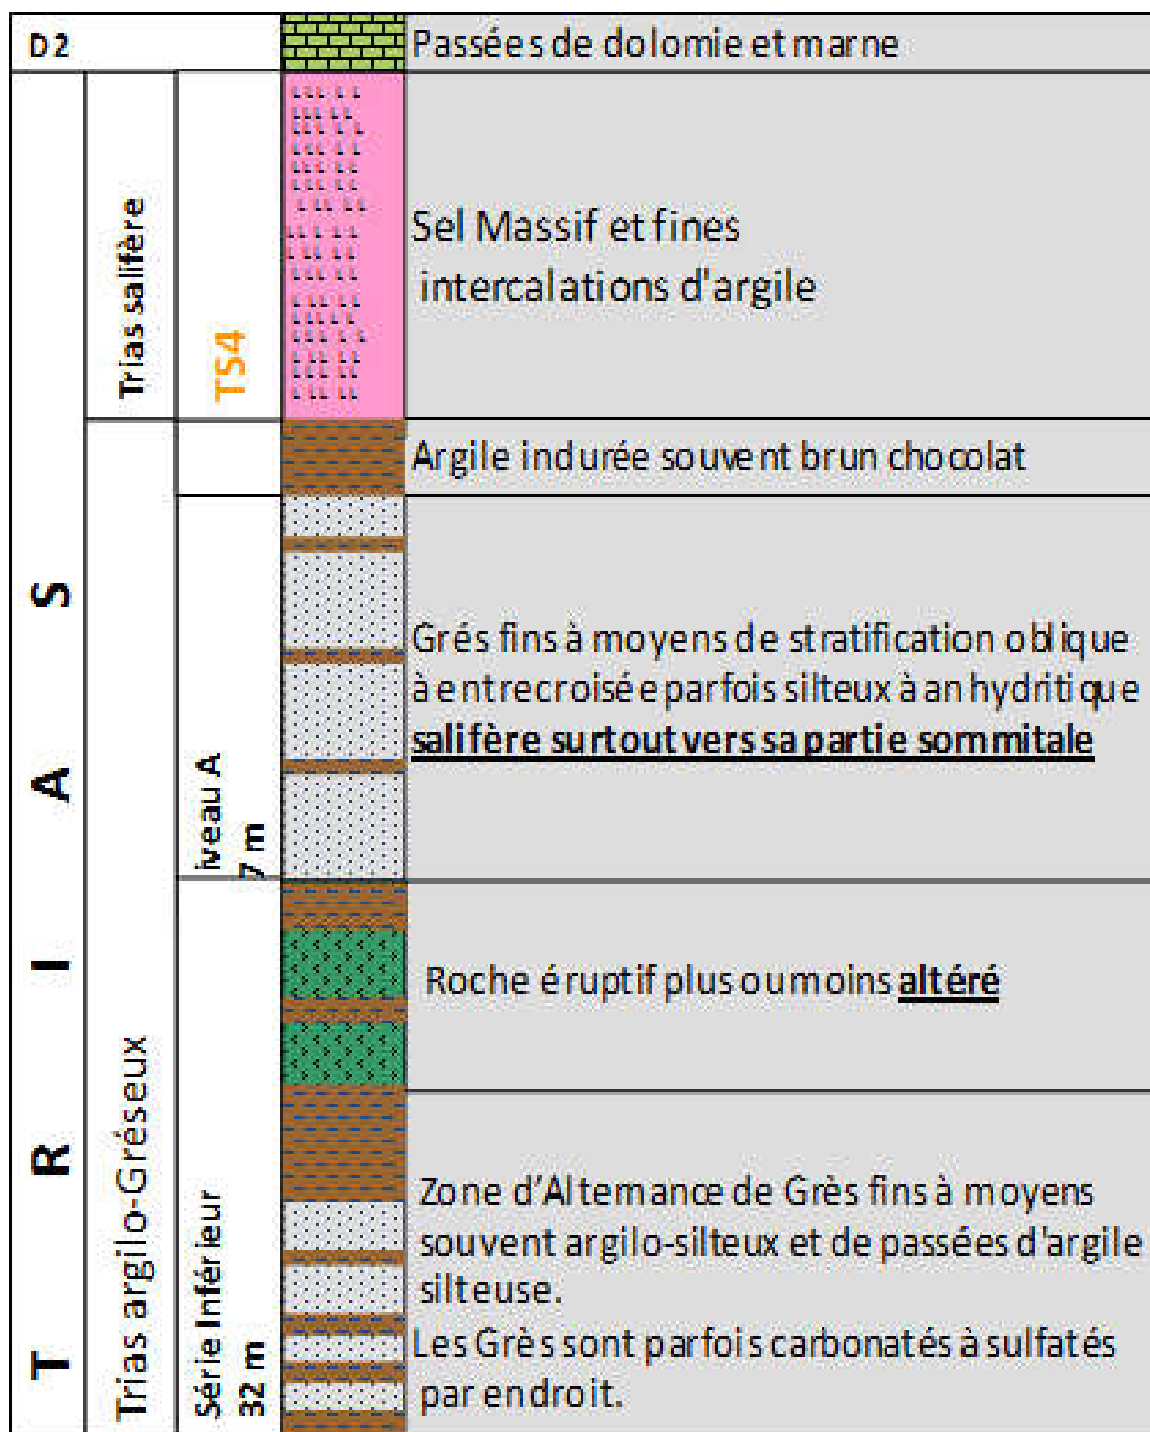 D2
Passées de dolomie et marne
TRIAS
Trias salifère
TS4
Sel Massif et fines
intercalations d'argile
Trias argilo-Gréseux
Argile indurée souvent brun chocolat
iveau A
7 m
Grés fins à moyens de stratification oblique
à entrecroisée parfois silteux à anhydritique
salifère surtout vers sa partie sommitale
Série Inférieur
32 m
Roche éruptif plus ou moins altéré
Zone d'Alternance de Grès fins à moyens
souvent argilo-silteux et de passées d'argile
silteuse.
Les Grès sont parfois carbonatés à sulfatés
par endroit.